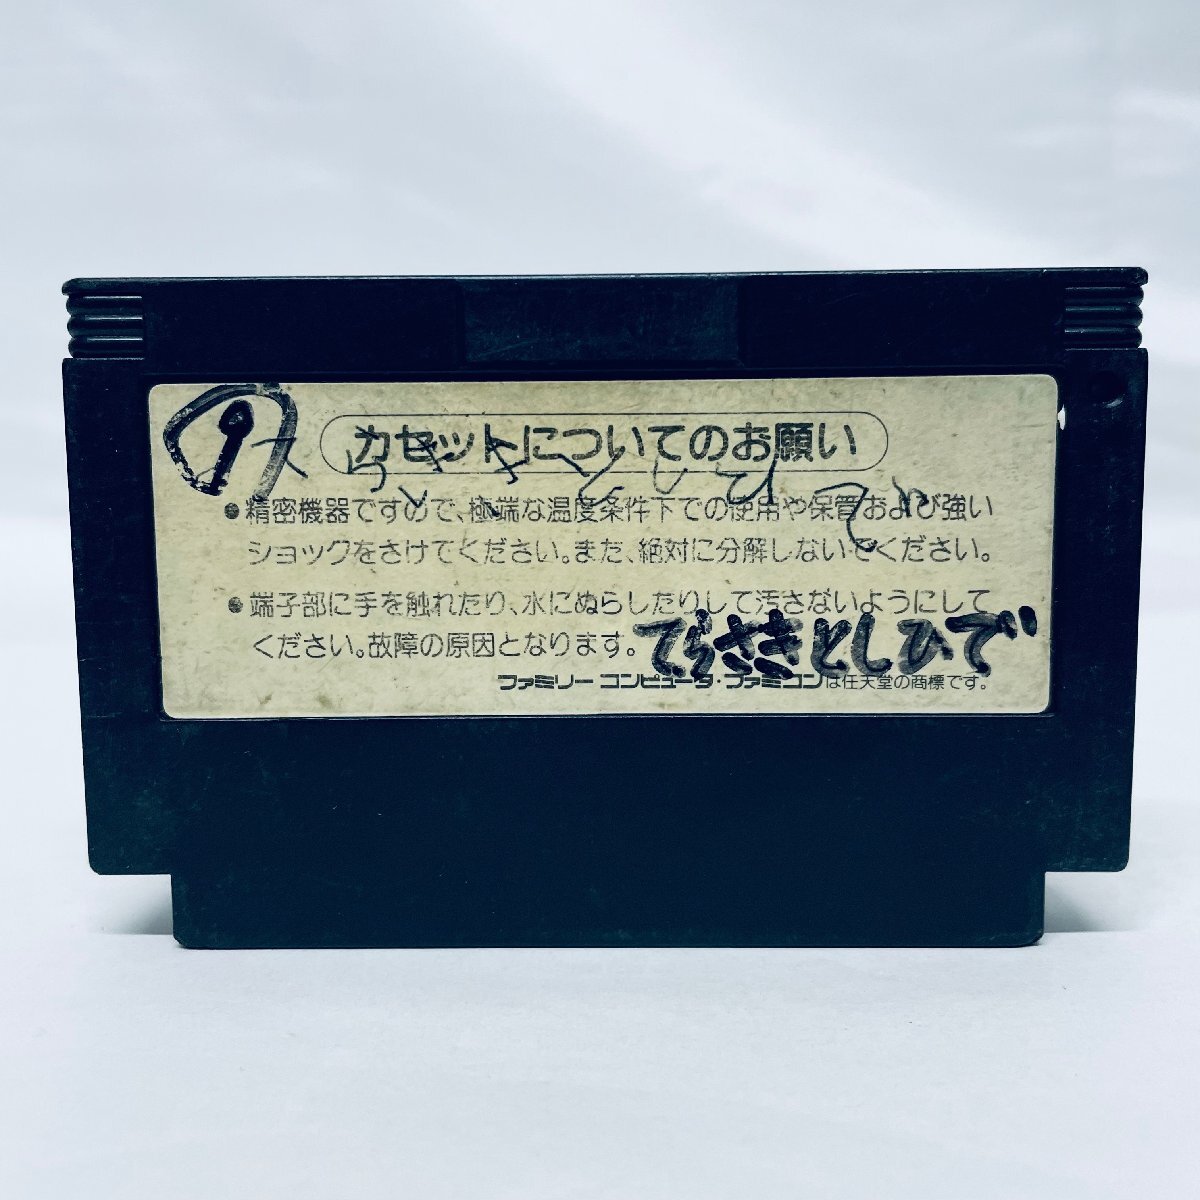 カセットについてのお願い
●精密機器ですので、極端な温度条件下での使用や保管および強い
ショックをさけてください。また、絶対に分解しないでください。
●端子部に手を触れたり、水にぬらしたりして汚さないようにして
ください。故障の原因となります。
てらさきとしひで
ファミリーコンピュータ・ファミコンは任天堂の商標です。